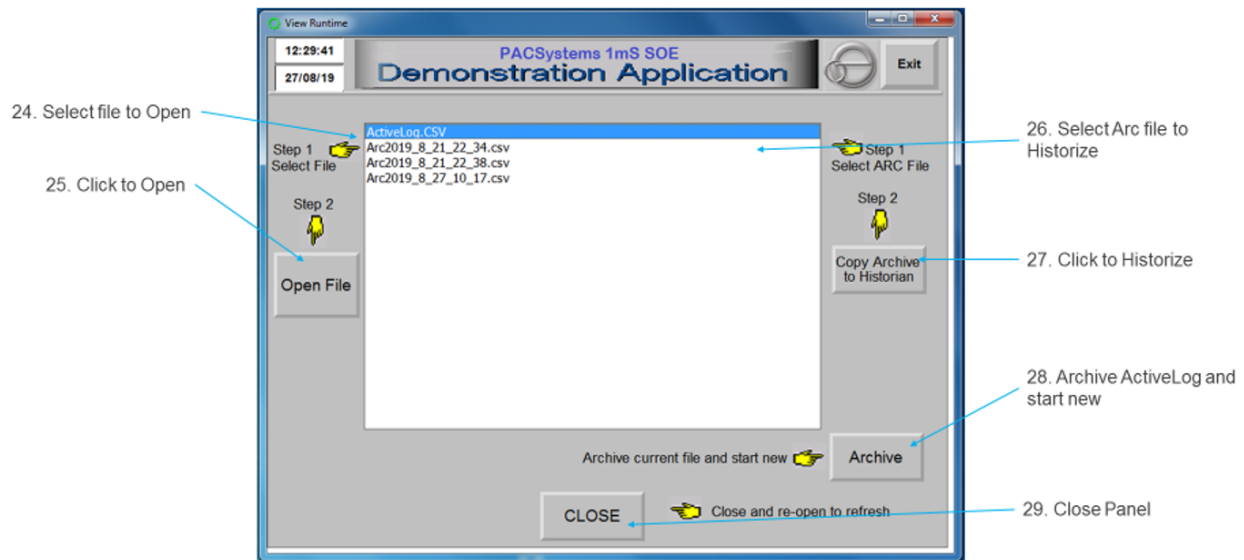 View Runtime
12:29:41
27/08/19
PACSystems 1mS SOE
Demonstration Application
Exit
24. Select file to Open
25. Click to Open
Step 1
Select File
Step 2
Open File
ActiveLog.CSV
Arc2019_8_21_22_34.csv
Arc2019_8_21_22_38.csv
Arc2019_8_27_10_17.csv
Step 1
Select ARC File
Step 2
Copy Archive
to Historian
26. Select Arc file to
Historize
27. Click to Historize
28. Archive ActiveLog and
start new
Archive current file and start new
Archive
CLOSE
Close and re-open to refresh
29. Close Panel